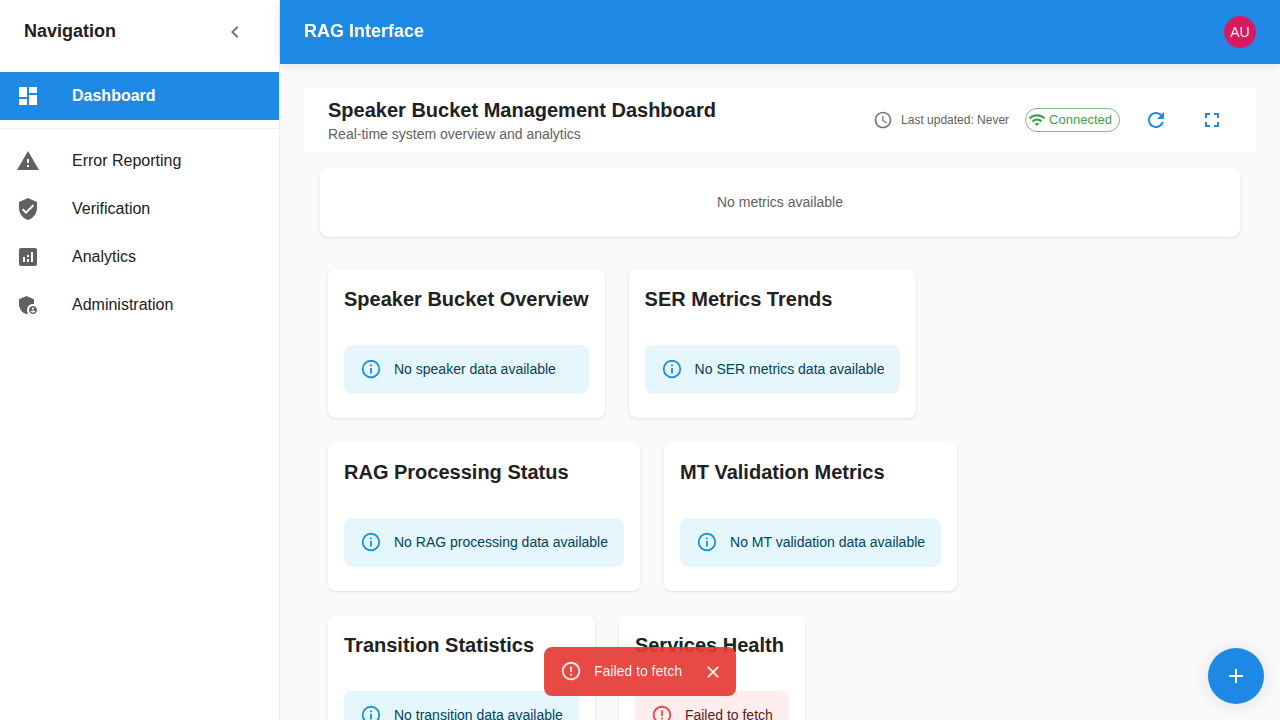 Navigation
RAG Interface
AU
Dashboard
Error Reporting
Verification
Analytics
Administration
Speaker Bucket Management Dashboard
Real-time system overview and analytics
Last updated: Never
Connected
No metrics available
Speaker Bucket Overview
No speaker data available
SER Metrics Trends
No SER metrics data available
RAG Processing Status
No RAG processing data available
MT Validation Metrics
No MT validation data available
Transition Statistics
No transition data available
Services Health
Failed to fetch
Failed to fetch